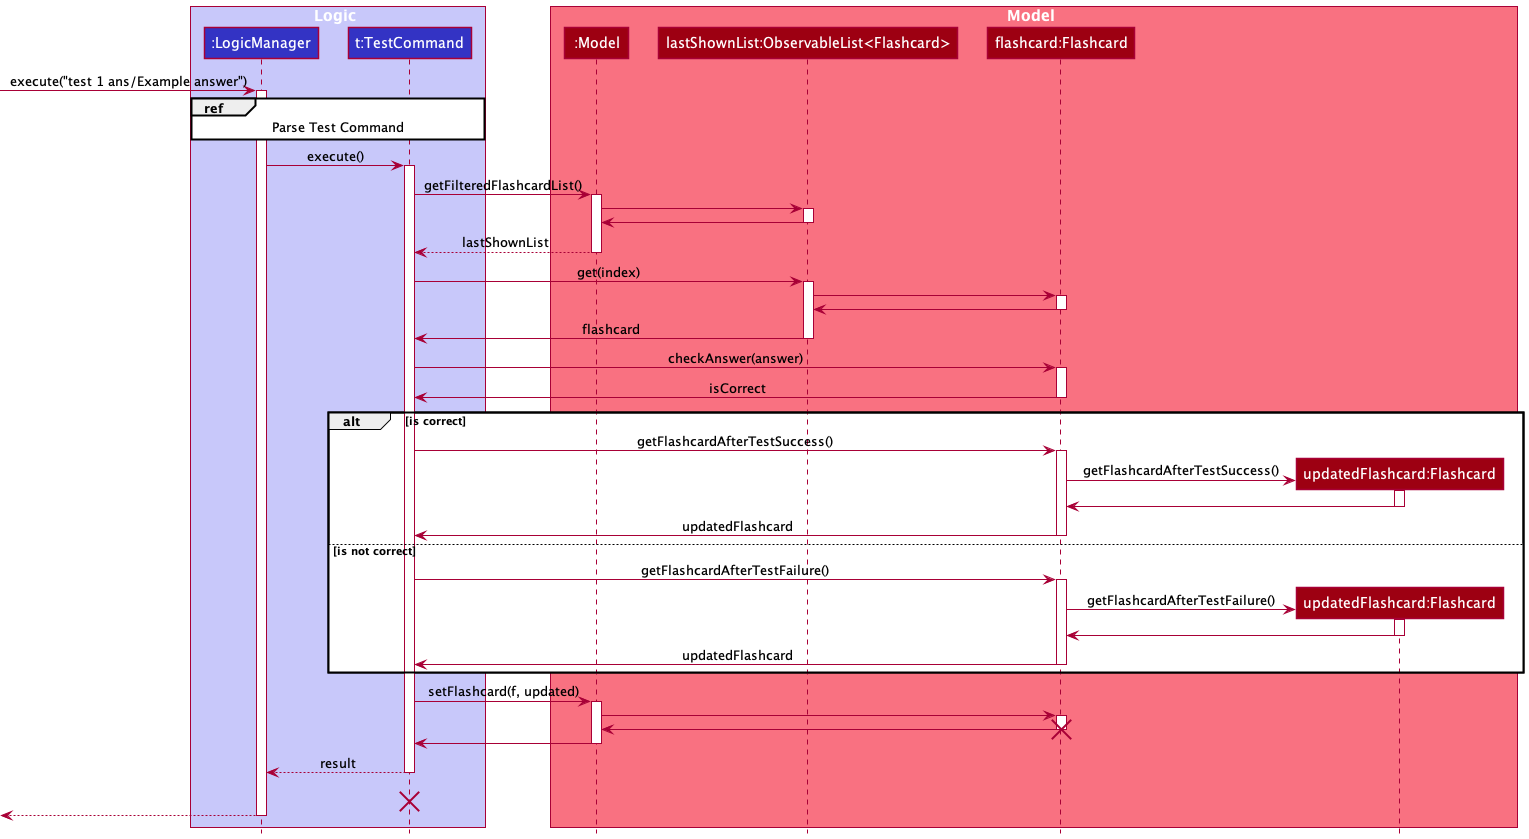 Logic
Model
:LogicManager
t:TestCommand
:Model
lastShownList:ObservableList<Flashcard>
flashcard:Flashcard
execute("test 1 ans/Example answer")
ref
Parse Test Command
execute()
getFilteredFlashcardList()
lastShownList
get(index)
flashcard
checkAnswer(answer)
isCorrect
alt
[is correct]
getFlashcardAfterTestSuccess()
getFlashcardAfterTestSuccess()
updatedFlashcard:Flashcard
updatedFlashcard
[is not correct]
getFlashcardAfterTestFailure()
getFlashcardAfterTestFailure()
updatedFlashcard:Flashcard
updatedFlashcard
setFlashcard(f, updated)
result